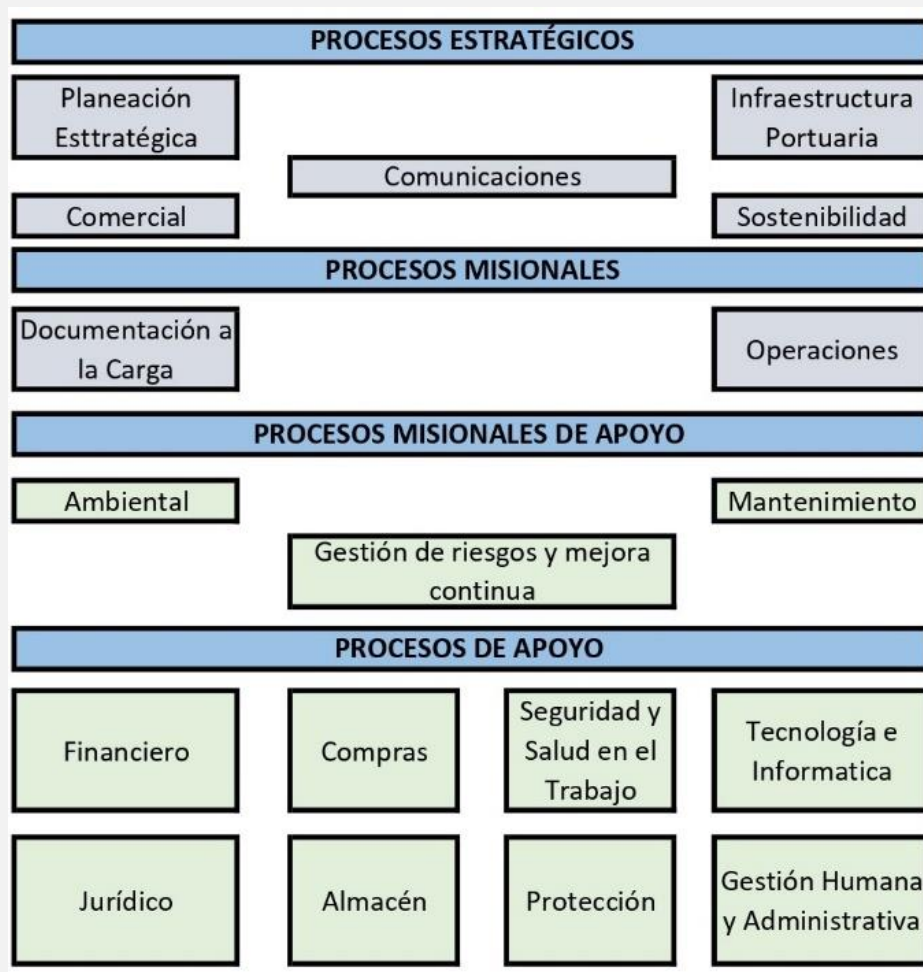 PROCESOS ESTRATÉGICOS
Planeación
Esttratégica
Infraestructura
Portuaria
Comunicaciones
Comercial
Sostenibilidad
PROCESOS MISIONALES
Documentación a
la Carga
Operaciones
PROCESOS MISIONALES DE APOYO
Ambiental
Mantenimiento
Gestión de riesgos y mejora
continua
PROCESOS DE APOYO
Financiero
Compras
Seguridad y
Salud en el
Trabajo
Tecnología e
Informatica
Jurídico
Almacén
Protección
Gestión Humana
y Administrativa